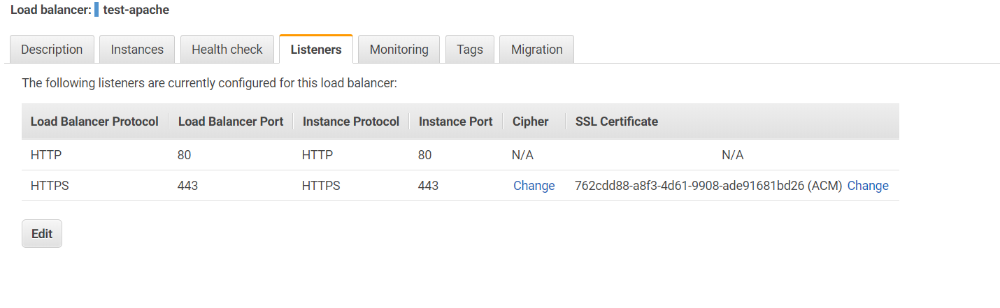 Load balancer: test-apache
Description Instances Health check Listeners Monitoring Tags Migration
The following listeners are currently configured for this load balancer:
Load Balancer Protocol Load Balancer Port Instance Protocol Instance Port Cipher SSL Certificate
HTTP 80 HTTP 80 N/A N/A
HTTPS 443 HTTPS 443 Change 762cdd88-a8f3-4d61-9908-ade91681bd26 (ACM) Change
Edit